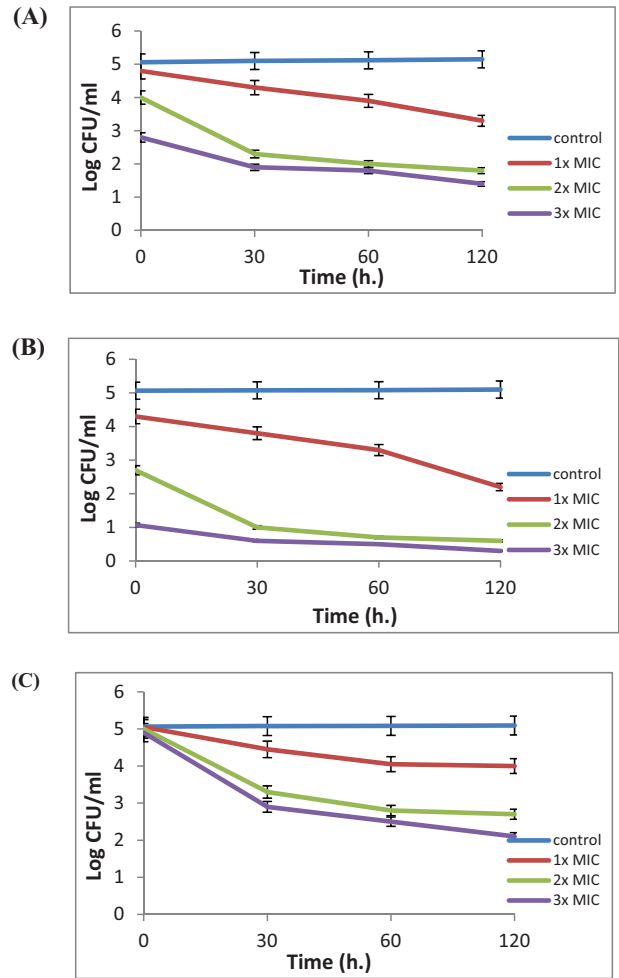 (A)
6
5
4
3
2
1
0
Log CFU/ml
0 30 60 120
Time (h.)
control
1x MIC
2x MIC
3x MIC
(B)
6
5
4
3
2
1
0
Log CFU/ml
0 30 60 120
Time (h.)
control
1x MIC
2x MIC
3x MIC
(C)
6
5
4
3
2
1
0
Log CFU/ml
0 30 60 120
Time (h.)
control
1x MIC
2x MIC
3x MIC